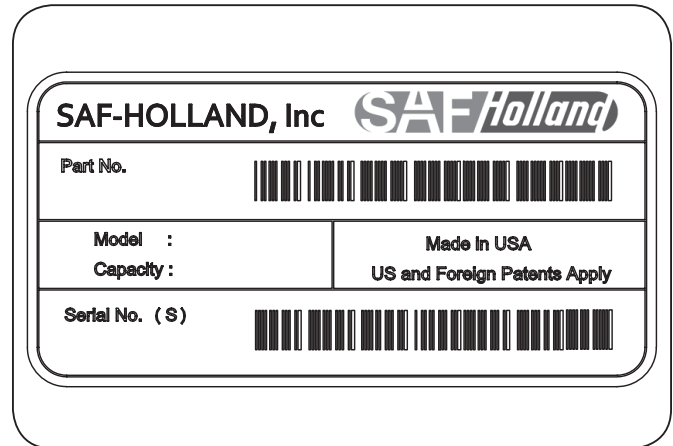 SAF-HOLLAND, Inc SAF Holland
Part No.
Model :
Capacity :
Made in USA
US and Foreign Patents Apply
Serial No. (S)